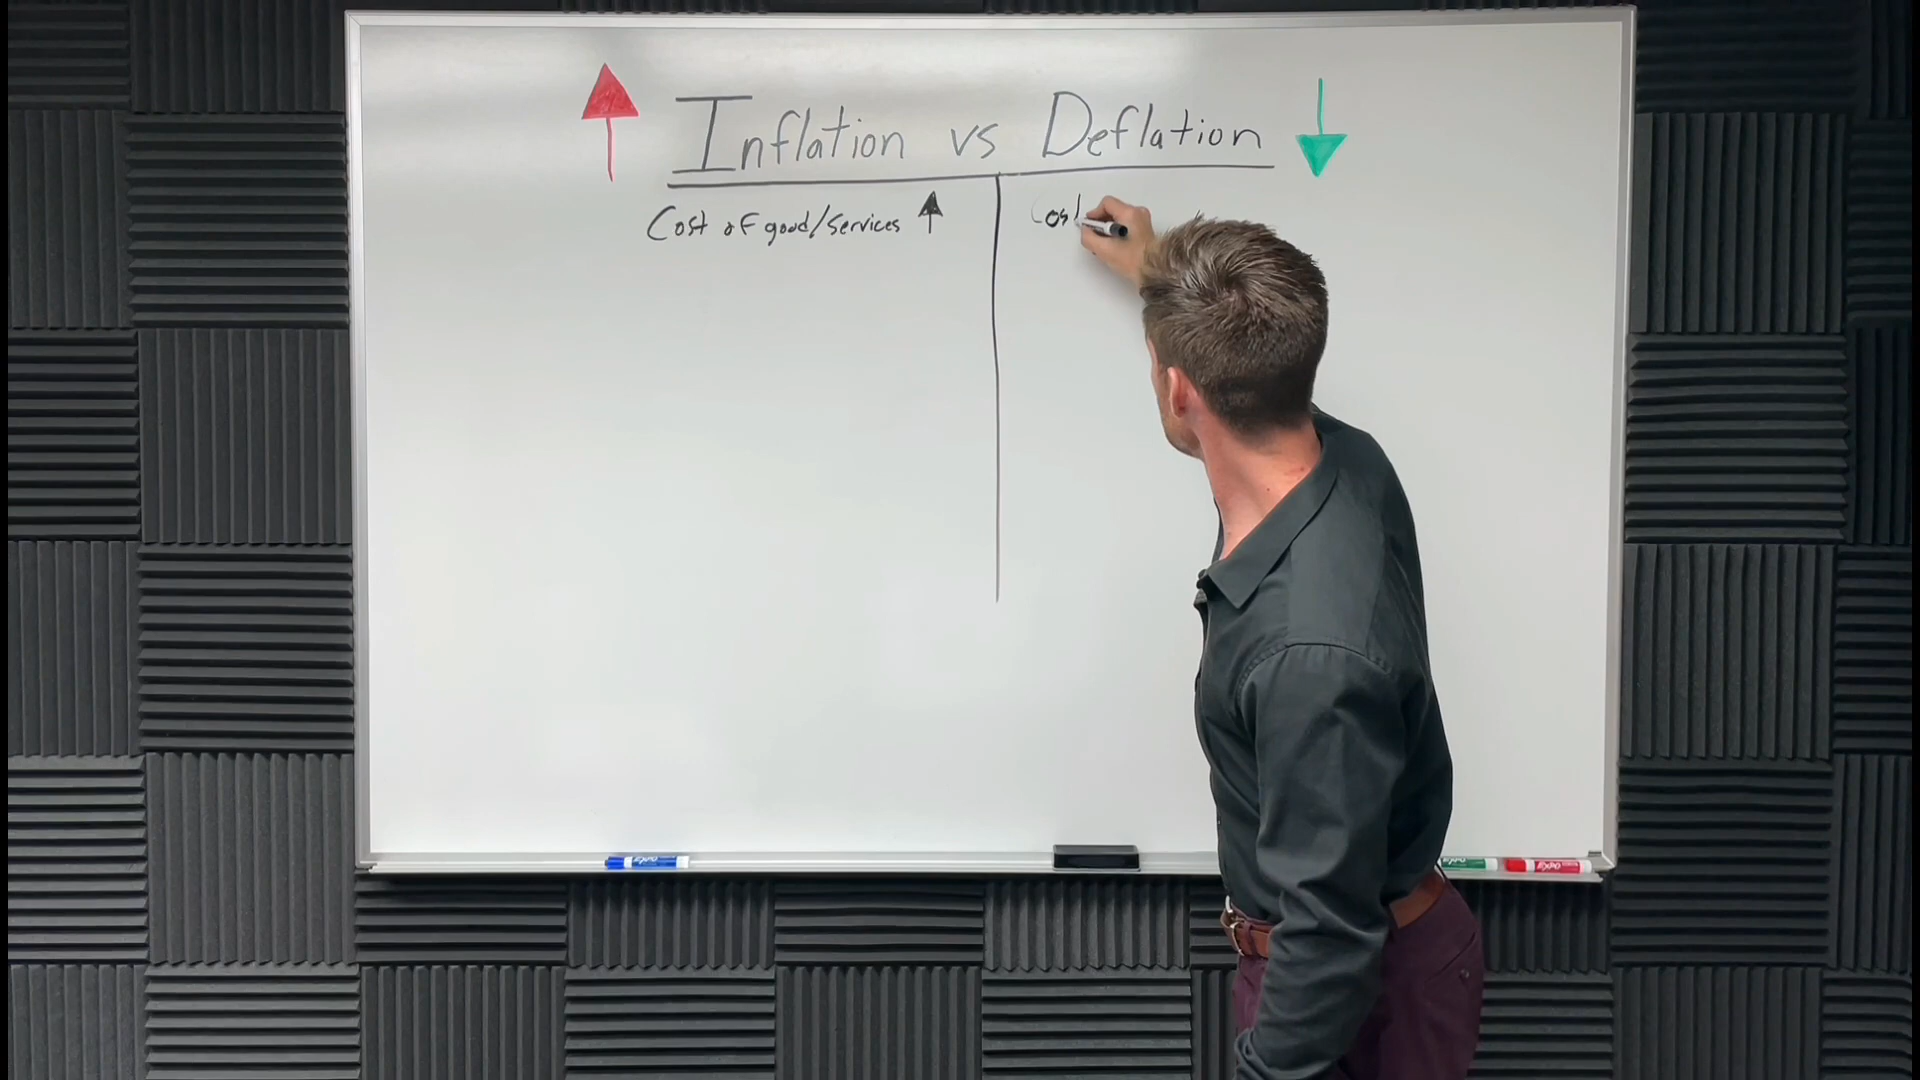 Inflation vs Deflation
Cost of good/services
Cost